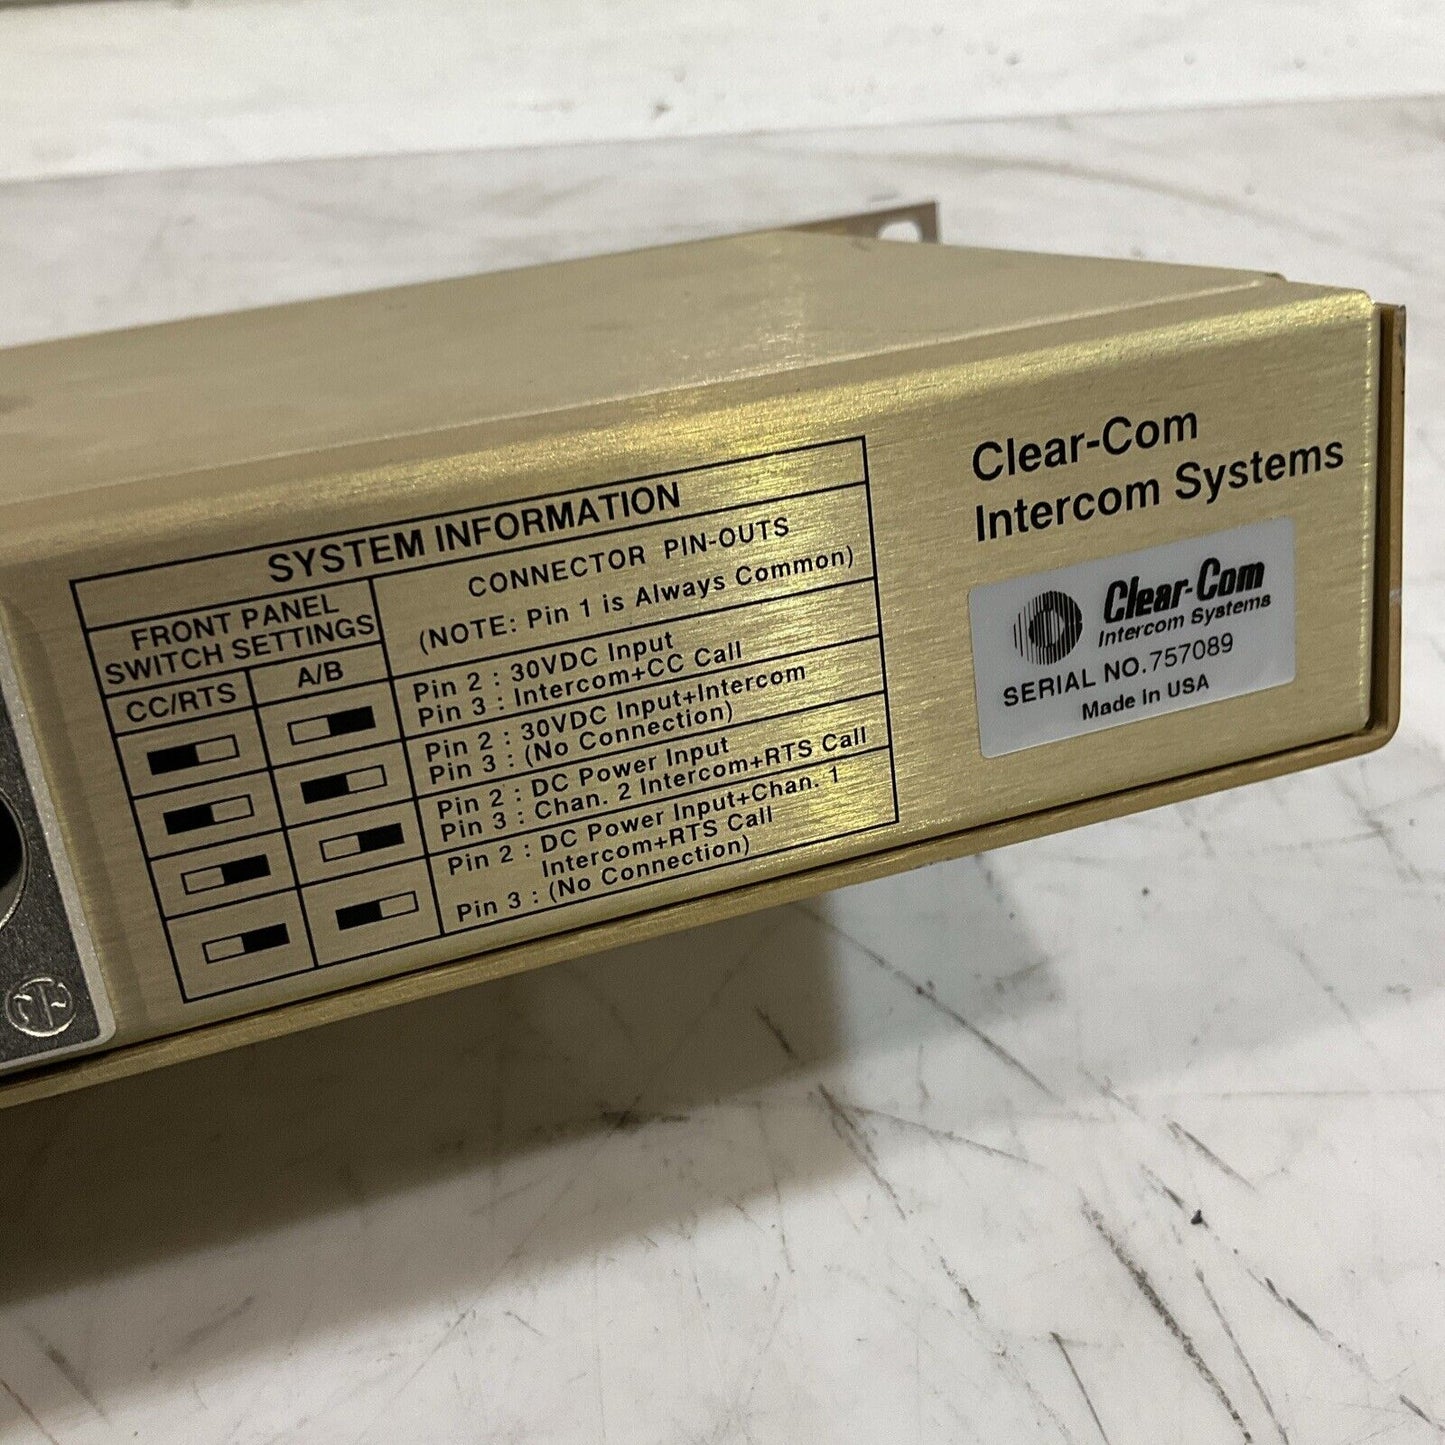 SYSTEM INFORMATION
FRONT PANEL
SWITCH SETTINGS
CC/RTS A/B
CONNECTOR PIN-OUTS
(NOTE: Pin 1 is Always Common)
Pin 2 : 30VDC Input
Pin 3 : Intercom+CC Call
Pin 2 : 30VDC Input+Intercom
Pin 3 : (No Connection)
Pin 2 : DC Power Input
Pin 3 : Chan. 2 Intercom+RTS Call
Pin 2 : DC Power Input+Chan. 1
Intercom+RTS Call
Pin 3 : (No Connection)
Clear-Com
Intercom Systems
Clear-Com
Intercom Systems
SERIAL NO.757089
Made in USA